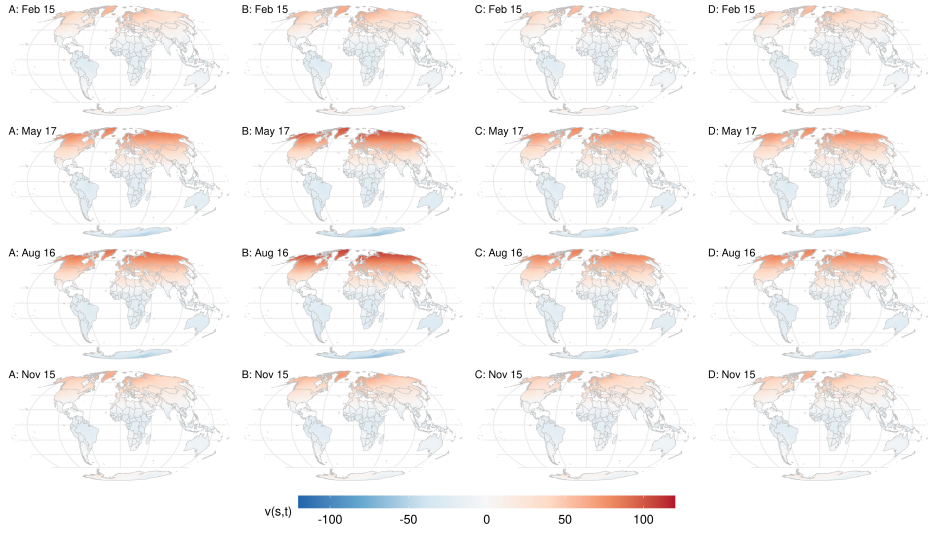 A: Feb 15
B: Feb 15
C: Feb 15
D: Feb 15
A: May 17
B: May 17
C: May 17
D: May 17
A: Aug 16
B: Aug 16
C: Aug 16
D: Aug 16
A: Nov 15
B: Nov 15
C: Nov 15
D: Nov 15
v(s,t)
-100 -50 0 50 100